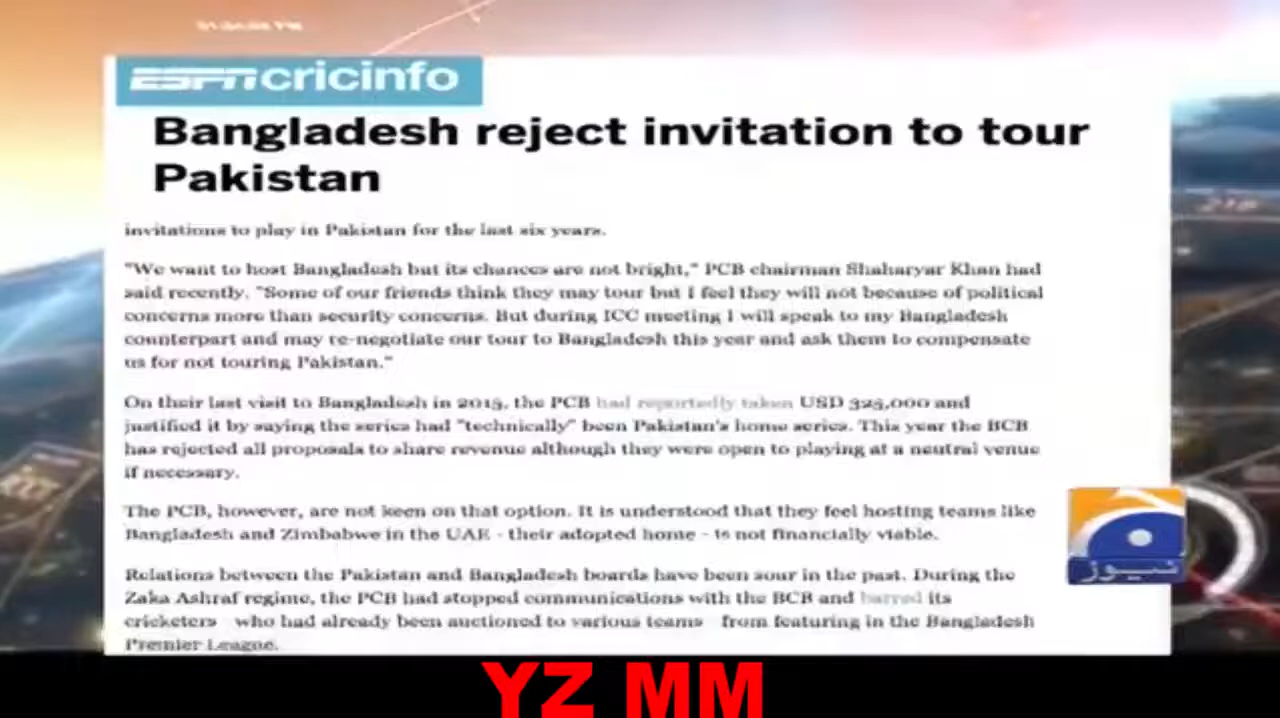 ESPN cricinfo
Bangladesh reject invitation to tour
Pakistan
invitations to play in Pakistan for the last six years.
"We want to host Bangladesh but its chances are not bright," PCB chairman Shaharyar Khan had
said recently. "Some of our friends think they may tour but I feel they will not because of political
concerns more than security concerns. But during ICC meeting I will speak to my Bangladesh
counterpart and may re-negotiate our tour to Bangladesh this year and ask them to compensate
us for not touring Pakistan."
On their last visit to Bangladesh in 2015, the PCB had reportedly taken USD 325,000 and
justified it by saying the series had "technically" been Pakistan's home series. This year the BCB
has rejected all proposals to share revenue although they were open to playing at a neutral venue
if necessary.
The PCB, however, are not keen on that option. It is understood that they feel hosting teams like
Bangladesh and Zimbabwe in the UAE - their adopted home - is not financially viable.
Relations between the Pakistan and Bangladesh boards have been sour in the past. During the
Zaka Ashraf regime, the PCB had stopped communications with the BCB and barred its
cricketers who had already been auctioned to various teams from featuring in the Bangladesh
Premier League.
نیوز
YZ MM